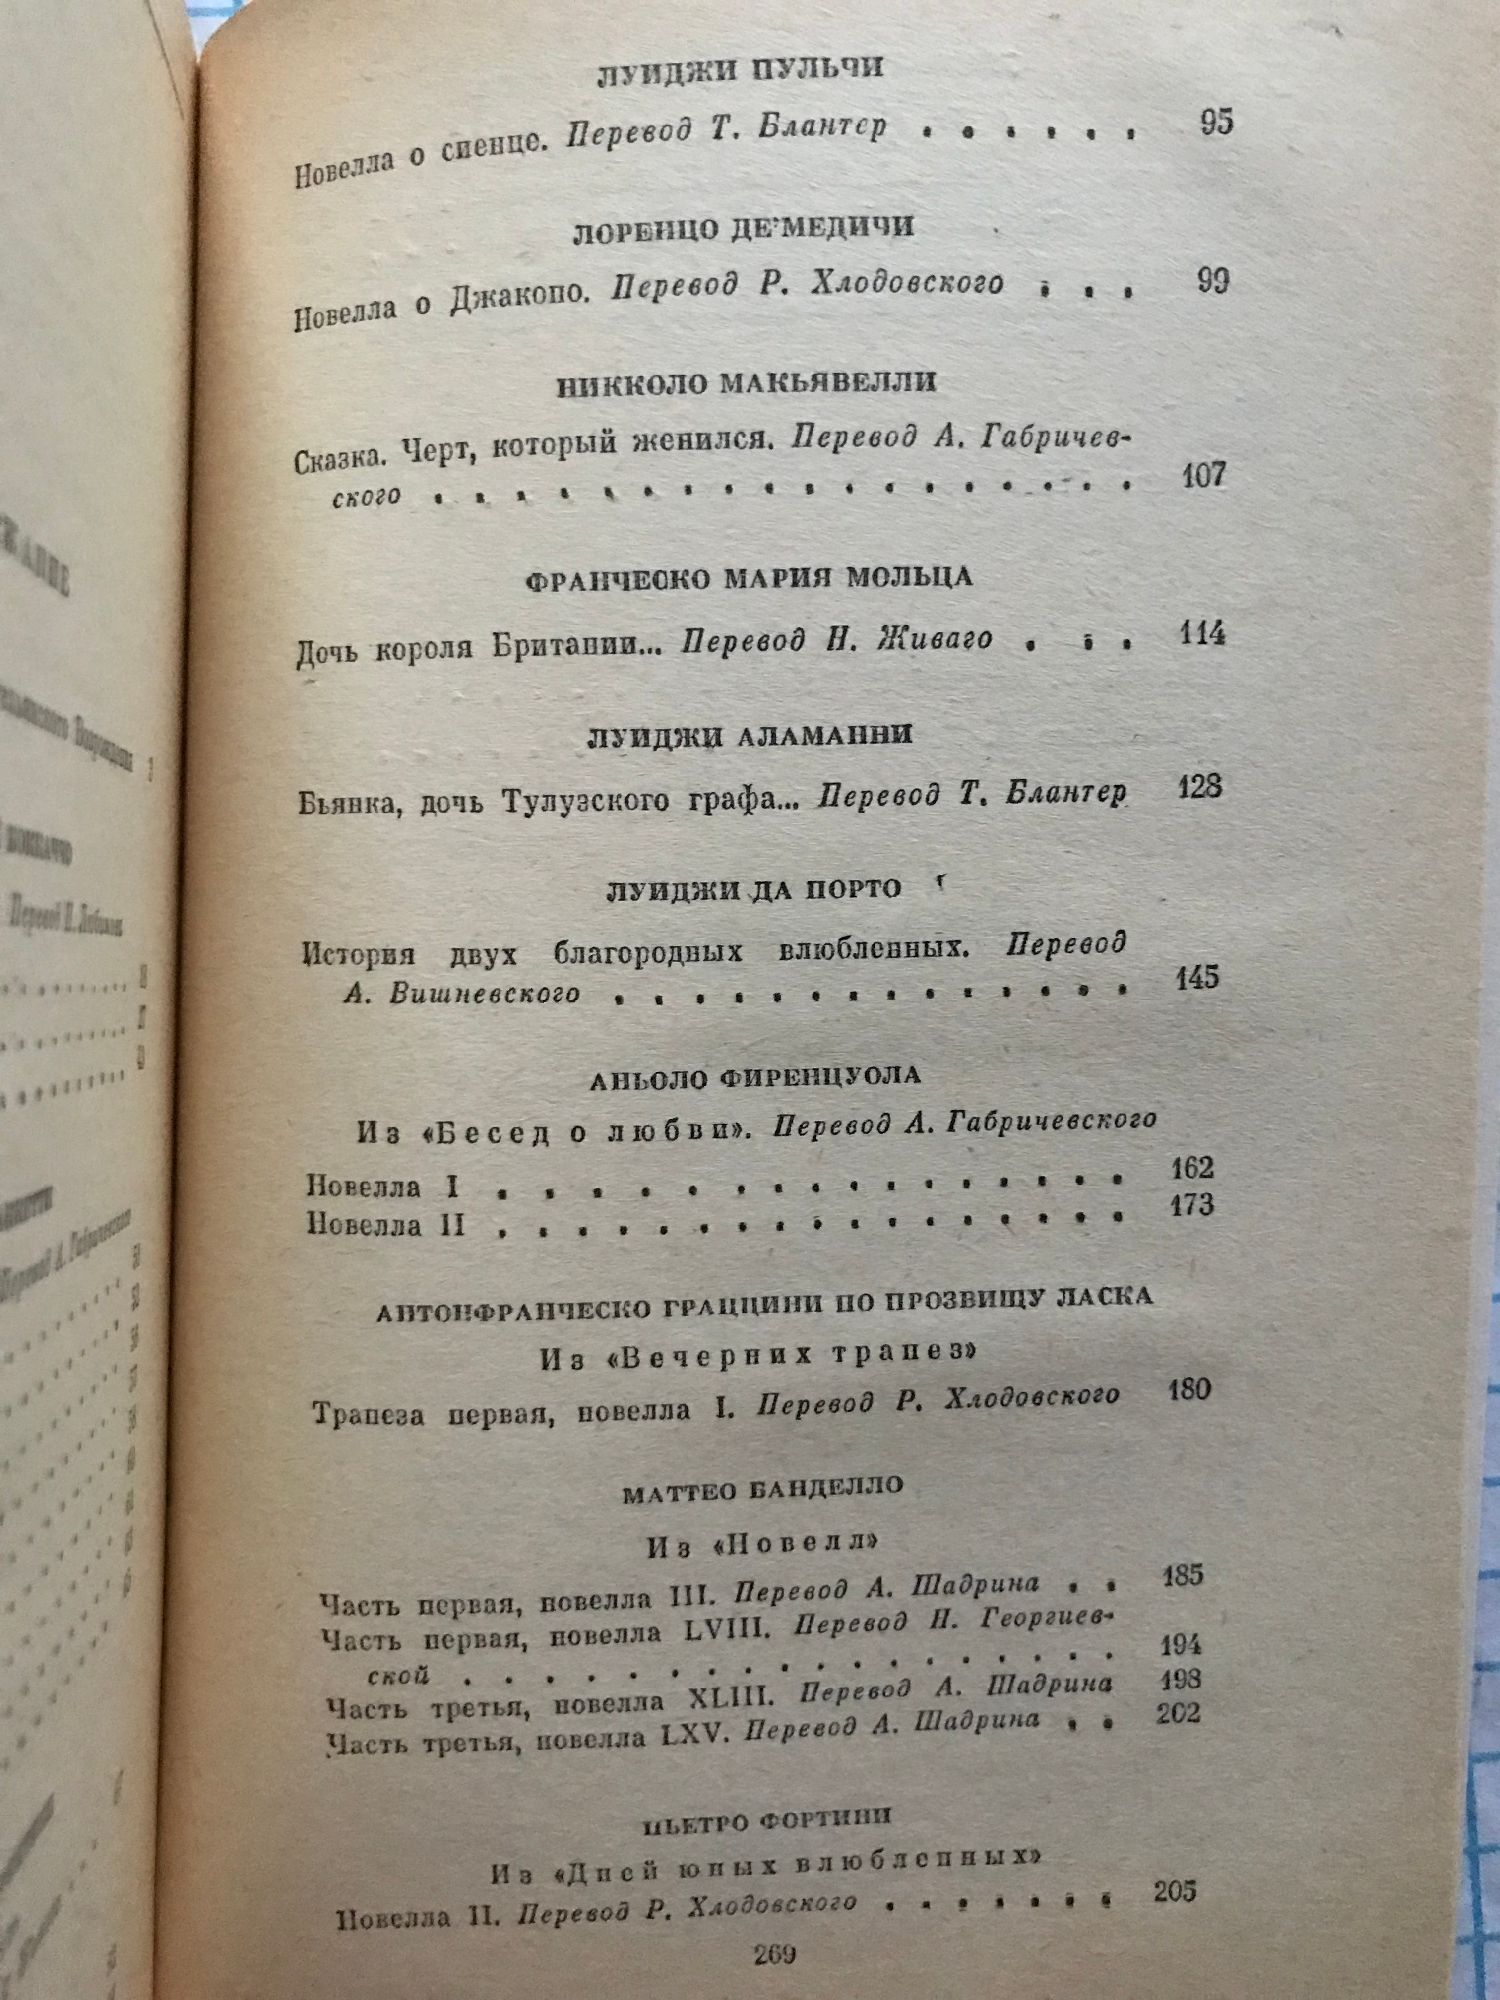 ЛУИДЖИ ПУЛЬЧИ
Новелла о сиенце. Перевод Т. Блантер . . . . . . 95
ЛОРЕНЦО ДЕ'МЕДИЧИ
Новелла о Джакопо. Перевод Р. Хлодовского . . . 99
НИККОЛО МАКЬЯВЕЛЛИ
Сказка. Черт, который женился. Перевод А. Габричев-
ского . . . . . . . . . . . . . . . . . . 107
ФРАНЧЕСКО МАРИЯ МОЛЬЦА
Дочь короля Британии... Перевод Н. Живаго . . . 114
ЛУИДЖИ АЛАМАННИ
Бьянка, дочь Тулузского графа... Перевод Т. Блантер 128
ЛУИДЖИ ДА ПОРТО
История двух благородных влюбленных. Перевод
А. Вишневского . . . . . . . . . . . . . . 145
АНЬОЛО ФИРЕНЦУОЛА
Из «Бесед о любви». Перевод А. Габричевского
Новелла I . . . . . . . . . . . . . . . . 162
Новелла II . . . . . . . . . . . . . . . . 173
АНТОНФРАНЧЕСКО ГРАЦЦИНИ ПО ПРОЗВИЩУ ЛАСКА
Из «Вечерних трапез»
Трапеза первая, новелла I. Перевод Р. Хлодовского 180
МАТТЕО БАНДЕЛЛО
Из «Новелл»
Часть первая, новелла III. Перевод А. Шадрина . . 185
Часть первая, новелла LVIII. Перевод Н. Георгиев-
ской . . . . . . . . . . . . . . . . . 194
Часть третья, новелла XLIII. Перевод А. Шадрина 198
Часть третья, новелла LXV. Перевод А. Шадрина . . 202
ПЬЕТРО ФОРТИНИ
Из «Дней юных влюбленных»
Новелла II. Перевод Р. Хлодовского . . . . . . . 205
269